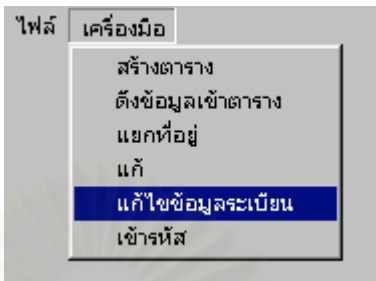 ไฟล์ เครื่องมือ
สร้างตาราง
ดึงข้อมูลเข้าตาราง
แยกที่อยู่
แก้
แก้ไขข้อมูลระเบียน
เข้ารหัส